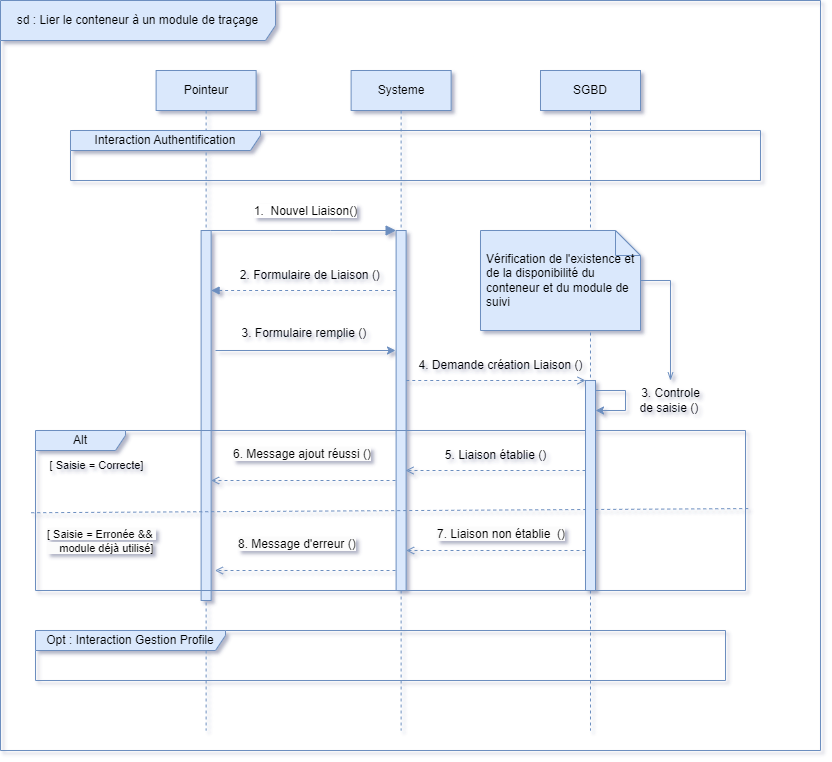 sd : Lier le conteneur à un module de traçage
Pointeur
Systeme
SGBD
Interaction Authentification
1. Nouvel Liaison()
Vérification de l'existence et
de la disponibilité du
conteneur et du module de
suivi
2. Formulaire de Liaison ()
3. Formulaire remplie ()
4. Demande création Liaison ()
3. Controle
de saisie ()
Alt
[ Saisie = Correcte]
6. Message ajout réussi ()
5. Liaison établie ()
[ Saisie = Erronée &&
module déjà utilisé]
8. Message d'erreur ()
7. Liaison non établie ()
Opt : Interaction Gestion Profile